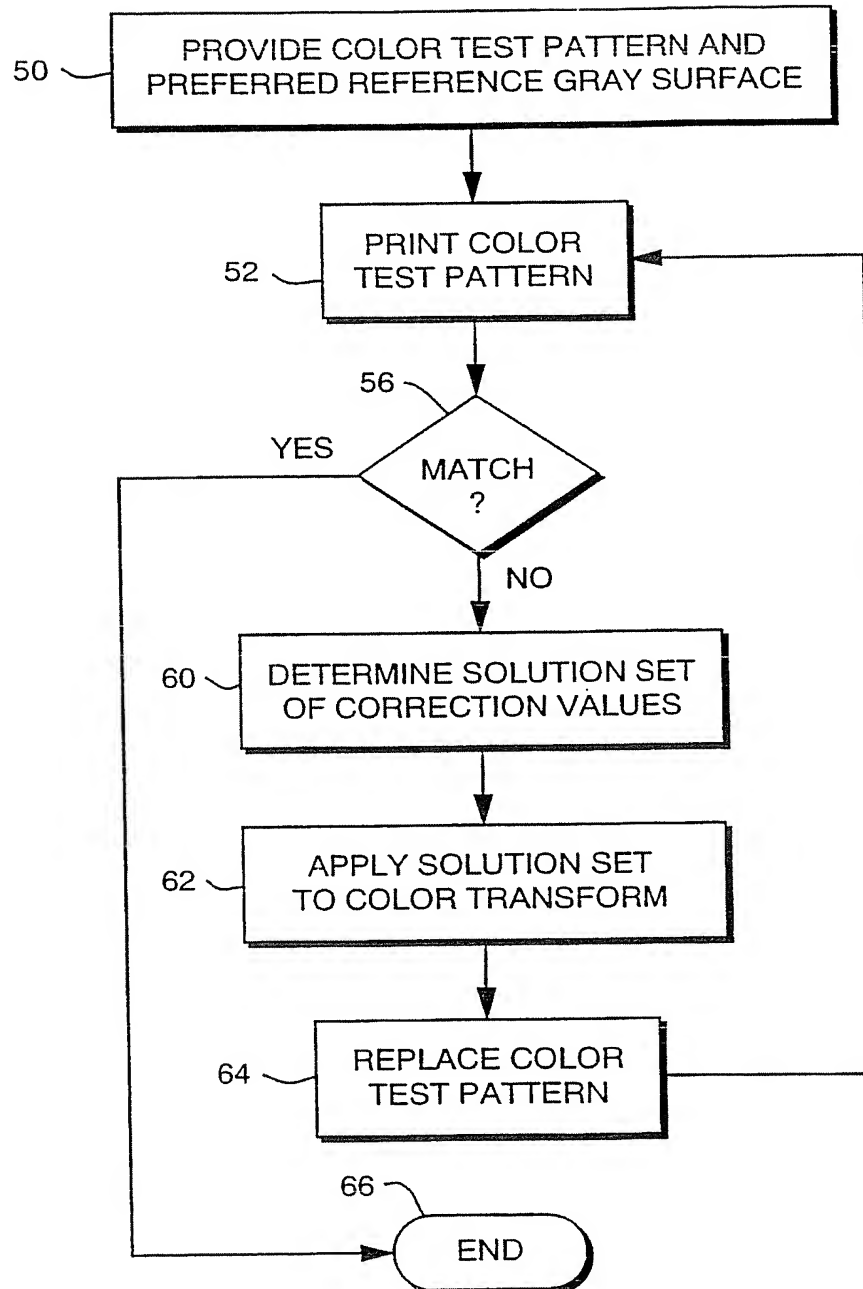 50
PROVIDE COLOR TEST PATTERN AND
PREFERRED REFERENCE GRAY SURFACE
52
PRINT COLOR
TEST PATTERN
56
YES
MATCH
?
NO
60
DETERMINE SOLUTION SET
OF CORRECTION VALUES
62
APPLY SOLUTION SET
TO COLOR TRANSFORM
64
REPLACE COLOR
TEST PATTERN
66
END